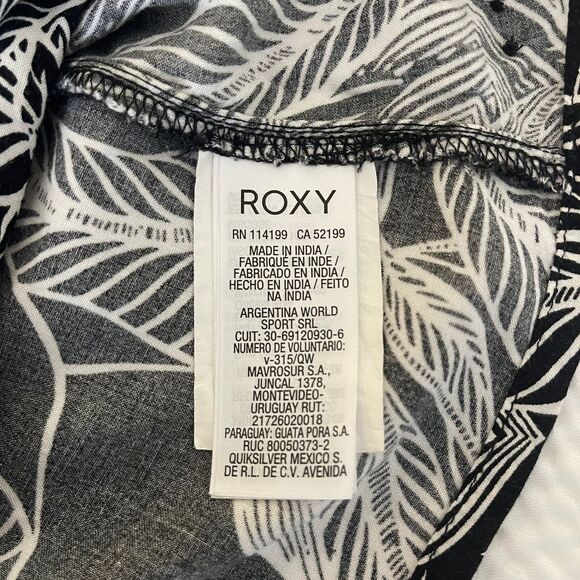 ROXY
RN 114199 CA 52199
MADE IN INDIA /
FABRIQUÉ EN INDE /
FABRICADO EN INDIA /
HECHO EN INDIA / FEITO
NA ÍNDIA
ARGENTINA WORLD
SPORT SRL
CUIT: 30-69120930-6
NUMERO DE VOLUNTARIO:
v-315/QW
MAVROSUR S.A.,
JUNCAL 1378,
MONTEVIDEO-
URUGUAY RUT:
21726020018
PARAGUAY: GUATA PORA S.A.
RUC 80050373-2
QUIKSILVER MEXICO S.
DE R.L. DE C.V. AVENIDA